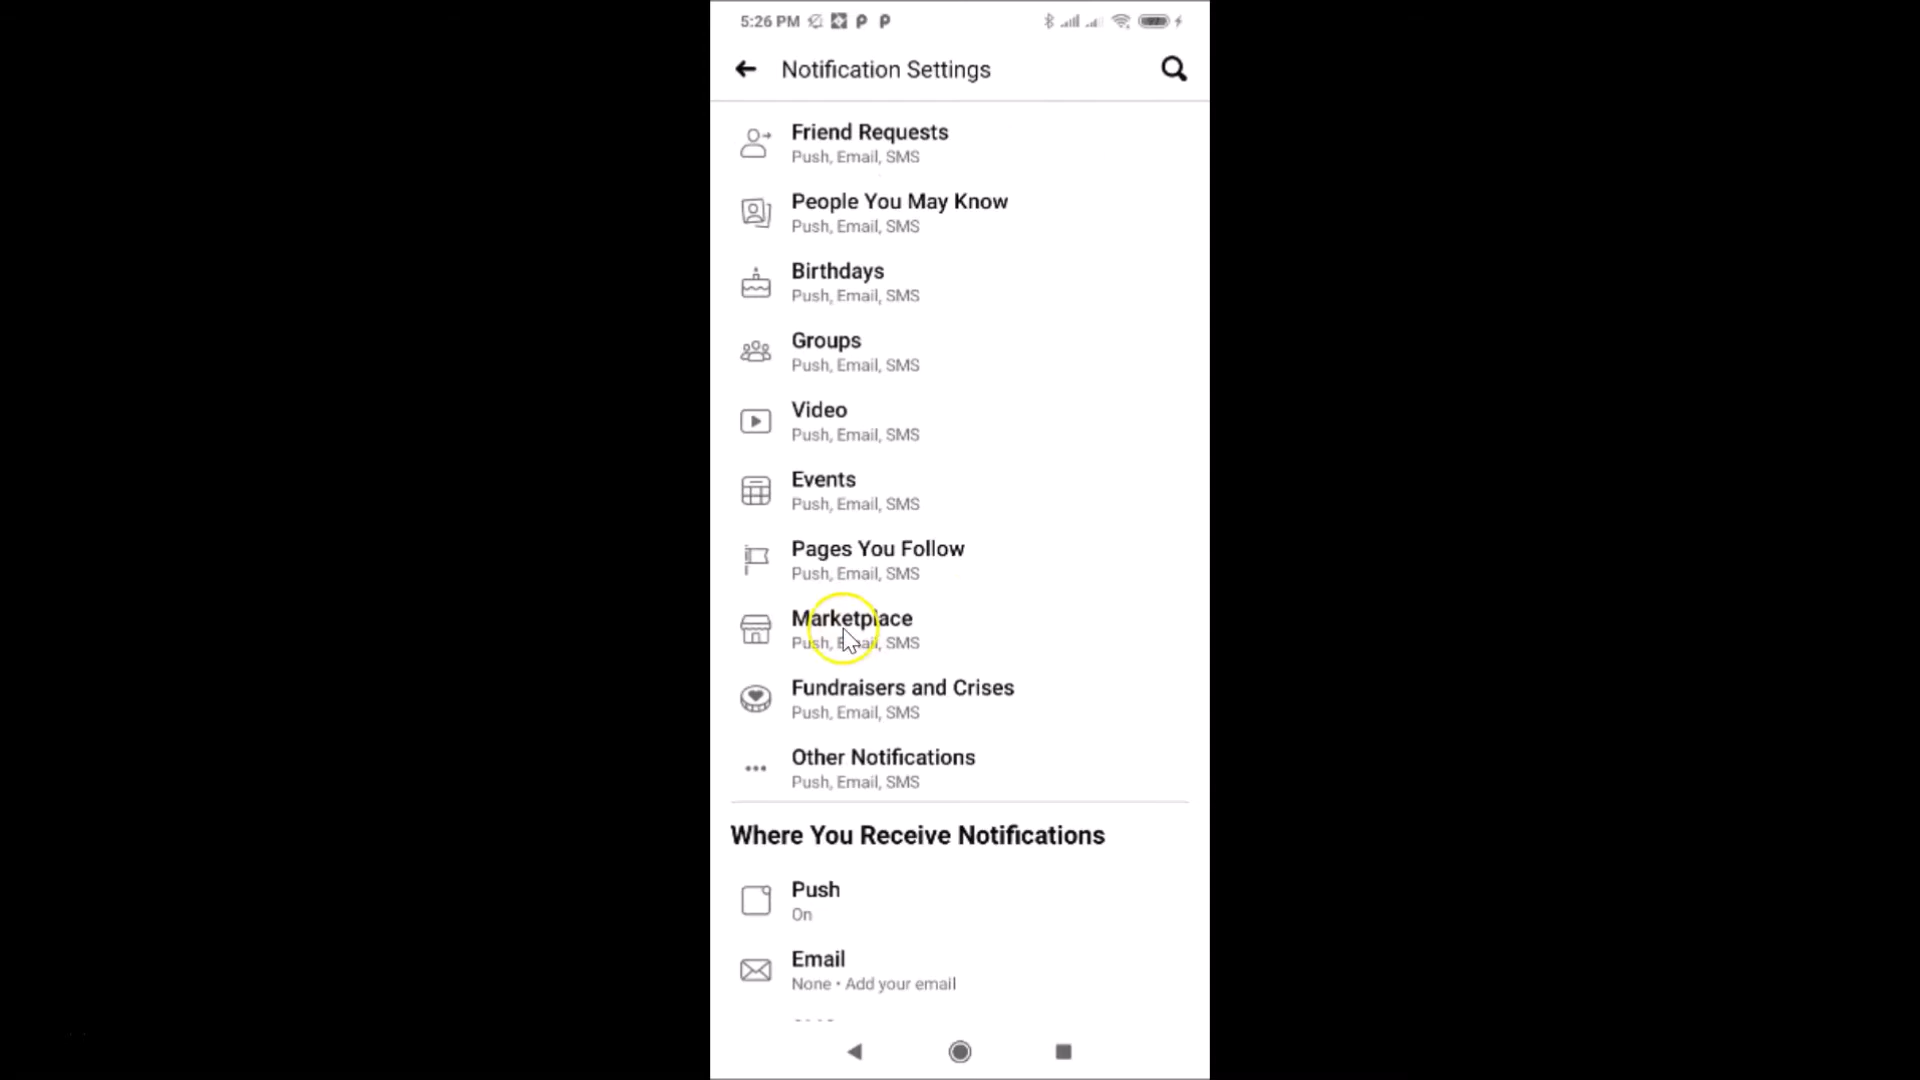 5:26 PM
Notification Settings
Friend Requests
Push, Email, SMS
People You May Know
Push, Email, SMS
Birthdays
Push, Email, SMS
Groups
Push, Email, SMS
Video
Push, Email, SMS
Events
Push, Email, SMS
Pages You Follow
Push, Email, SMS
Marketplace
Push, Email, SMS
Fundraisers and Crises
Push, Email, SMS
Other Notifications
Push, Email, SMS
Where You Receive Notifications
Push
On
Email
None • Add your email